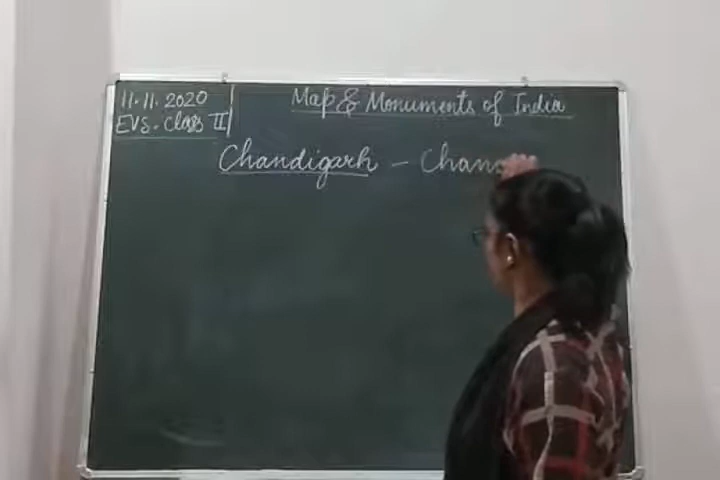 11.11.2020
EVS. Class II
Map & Monuments of India
Chandigarh – Chan